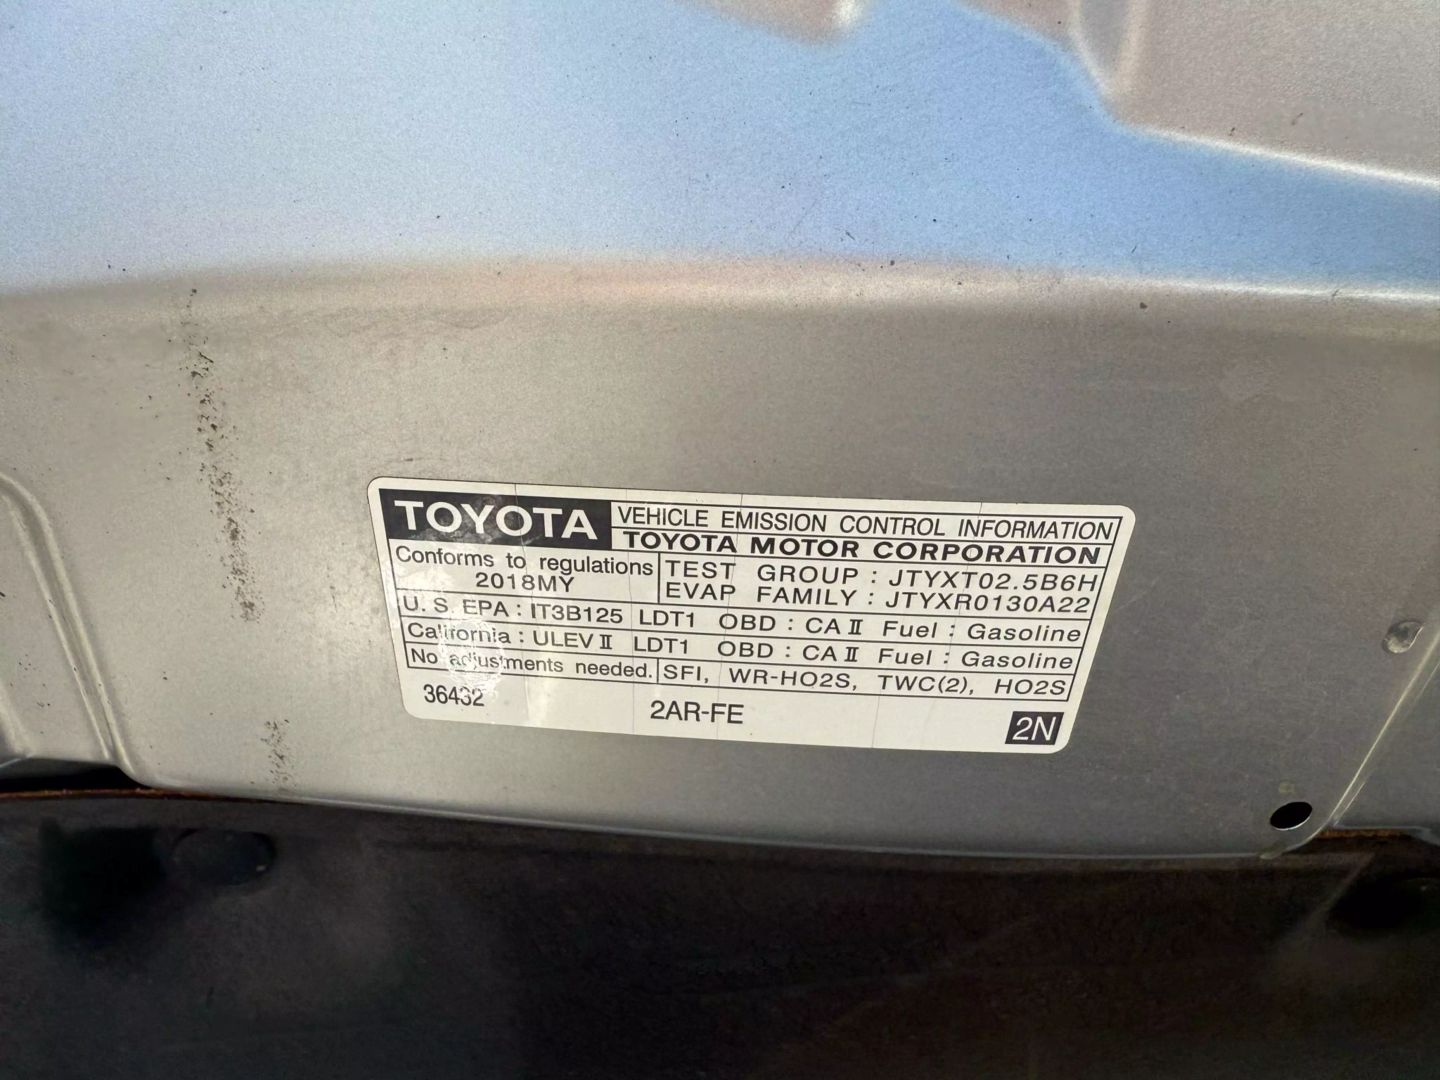 TOYOTA VEHICLE EMISSION CONTROL INFORMATION
TOYOTA MOTOR CORPORATION
Conforms to regulations
2018MY
TEST GROUP : JTYXT02.5B6H
EVAP FAMILY : JTYXR0130A22
U. S. EPA : IT3B125 LDT1 OBD : CA II Fuel : Gasoline
California : ULEV II LDT1 OBD : CA II Fuel : Gasoline
No adjustments needed. SFI, WR-HO2S, TWC(2), HO2S
36432 2AR-FE 2N